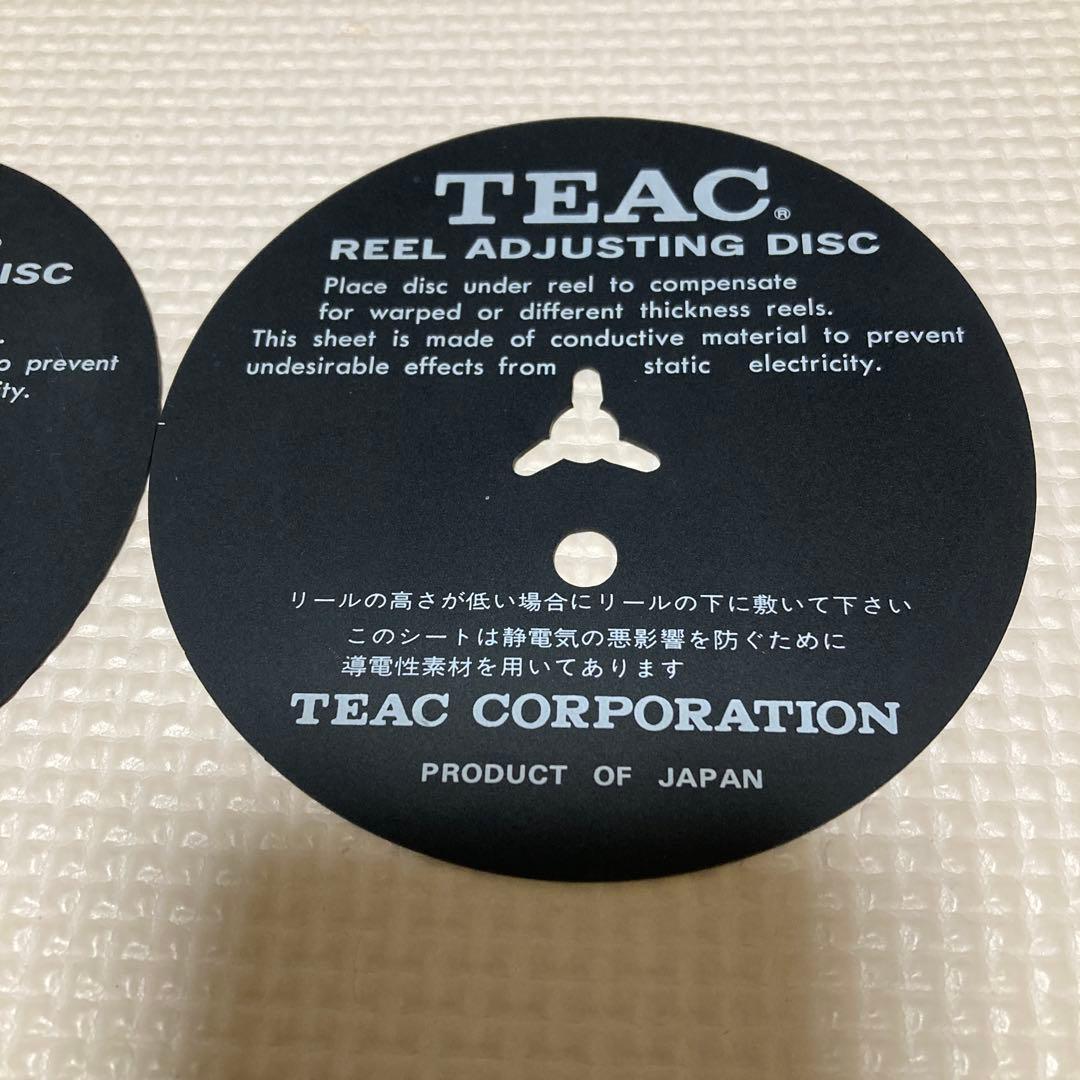 TEAC®
REEL ADJUSTING DISC
Place disc under reel to compensate
for warped or different thickness reels.
This sheet is made of conductive material to prevent
undesirable effects from static electricity.
リールの高さが低い場合にリールの下に敷いて下さい
このシートは静電気の悪影響を防ぐために
導電性素材を用いてあります
TEAC CORPORATION
PRODUCT OF JAPAN
ISC
o prevent
ity.